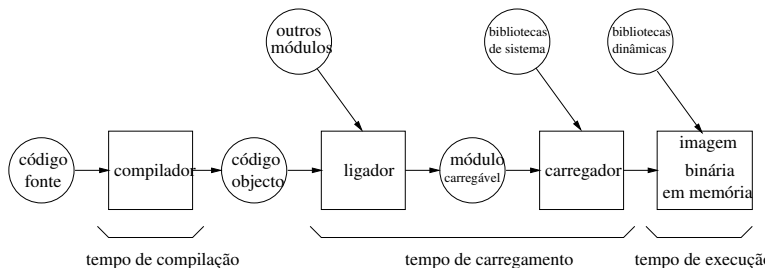 outros
módulos
bibliotecas
de sistema
bibliotecas
dinâmicas
código
fonte
compilador
código
objecto
ligador
módulo
carregável
carregador
imagem
binária
em memória
tempo de compilação
tempo de carregamento
tempo de execução